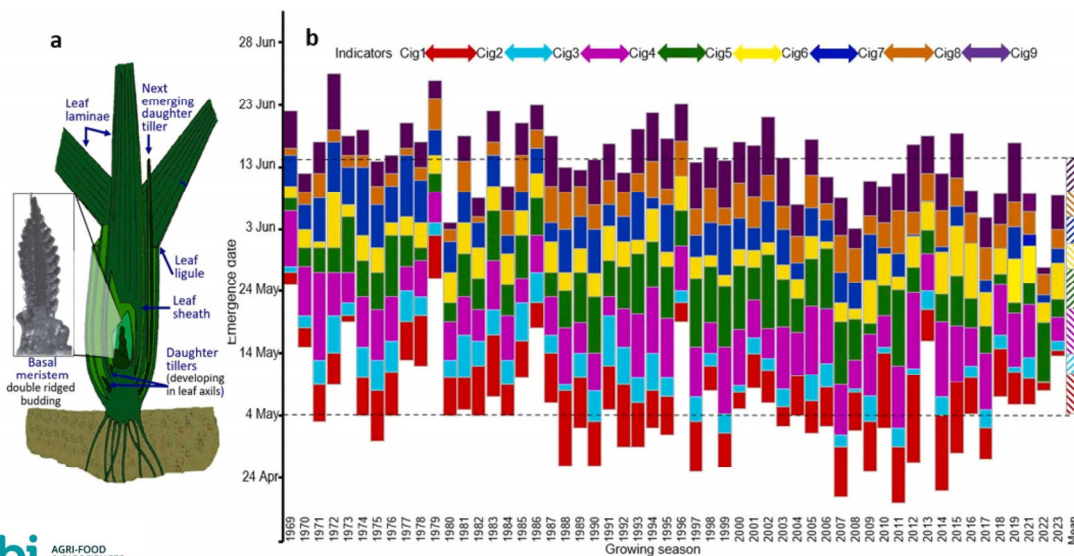 a
Leaf
laminae
Next
emerging
daughter
tiller
Leaf
ligule
Leaf
sheath
Daughter
tillers
(developing
in leaf axils)
Basal
meristem
double ridged
budding
bi
AGRI-FOOD
b
Indicators Cig1 Cig2 Cig3 Cig4 Cig5 Cig6 Cig7 Cig8 Cig9
Emergence date
28 Jun
23 Jun
13 Jun
3 Jun
24 May
14 May
4 May
24 Apr
1969 1970 1971 1972 1973 1974 1975 1976 1977 1978 1979 1980 1981 1982 1983 1984 1985 1986 1987 1988 1989 1990 1991 1992 1993 1994 1995 1996 1997 1998 1999 2000 2001 2002 2003 2004 2005 2006 2007 2008 2009 2010 2011 2012 2013 2014 2015 2016 2017 2018 2019 2021 2022 2023 Mean
Growing season